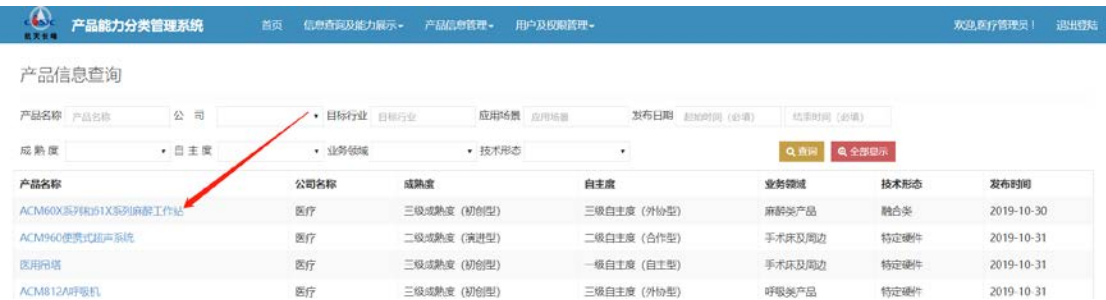 航天长峰 产品能力分类管理系统 首页 信息查询及能力展示 产品信息管理 用户及权限管理 欢迎,医疗管理员！ 退出登陆
产品信息查询
产品名称 产品名称 公 司 目标行业 目标行业 应用场景 应用场景 发布日期 起始时间（必填） 结束时间（必填）
成 熟 度 自 主 度 业务领域 技术形态 查询 全部显示
产品名称 公司名称 成熟度 自主度 业务领域 技术形态 发布时间
ACM60X系列和51X系列麻醉工作站 医疗 三级成熟度（初创型） 三级自主度（外协型） 麻醉类产品 融合类 2019-10-30
ACM960便携式超声系统 医疗 二级成熟度（演进型） 二级自主度（合作型） 手术床及周边 特定硬件 2019-10-31
医用吊塔 医疗 三级成熟度（初创型） 一级自主度（自主型） 手术床及周边 特定硬件 2019-10-31
ACM812A呼吸机 医疗 三级成熟度（初创型） 三级自主度（外协型） 呼吸类产品 特定硬件 2019-10-31